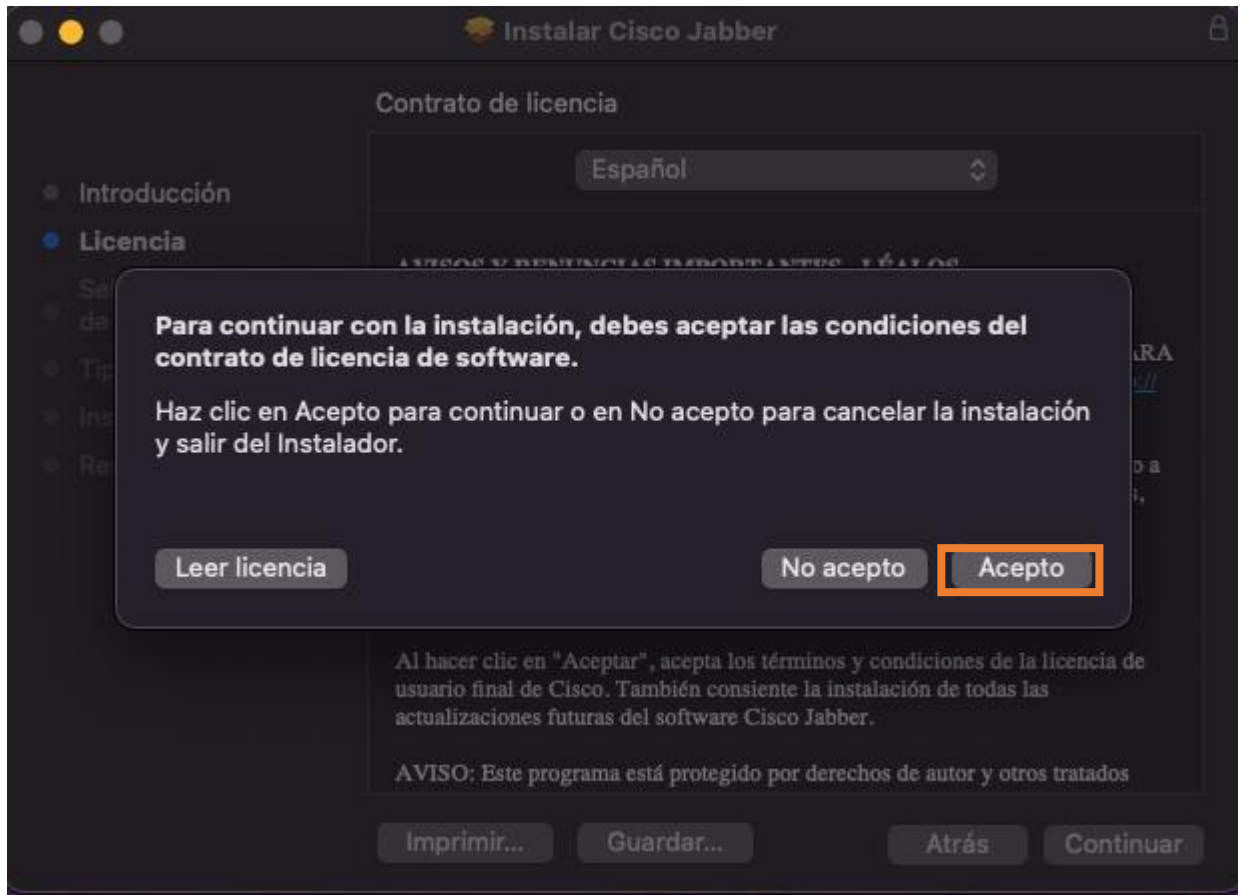 Instalar Cisco Jabber
Contrato de licencia
Español
Introducción
Licencia
AVISOS Y RENUNCIAS IMPORTANTES - LÉALOS
Para continuar con la instalación, debes aceptar las condiciones del
contrato de licencia de software.
Haz clic en Acepto para continuar o en No acepto para cancelar la instalación
y salir del Instalador.
Leer licencia
No acepto
Acepto
Al hacer clic en "Aceptar", acepta los términos y condiciones de la licencia de
usuario final de Cisco. También consiente la instalación de todas las
actualizaciones futuras del software Cisco Jabber.
AVISO: Este programa está protegido por derechos de autor y otros tratados
Imprimir...
Guardar...
Atrás
Continuar